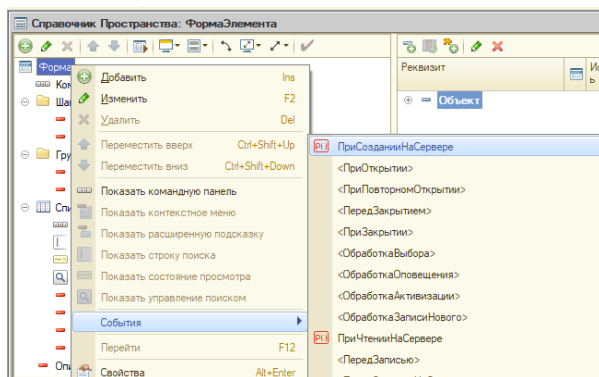 Справочник Пространства: ФормаЭлемента
Форма
Реквизит
Объект
Добавить Ins
Изменить F2
Удалить Del
Переместить вверх Ctrl+Shift+Up
Переместить вниз Ctrl+Shift+Down
Показать командную панель
Показать контекстное меню
Показать расширенную подсказку
Показать строку поиска
Показать состояние просмотра
Показать управление поиском
События
Перейти F12
Свойства Alt+Enter
ПриСозданииНаСервере
<ПриОткрытии>
<ПриПовторномОткрытии>
<ПередЗакрытием>
<ПриЗакрытии>
<ОбработкаВыбора>
<ОбработкаОповещения>
<ОбработкаАктивизации>
<ОбработкаЗаписиНового>
ПриЧтенииНаСервере
<ПередЗаписью>